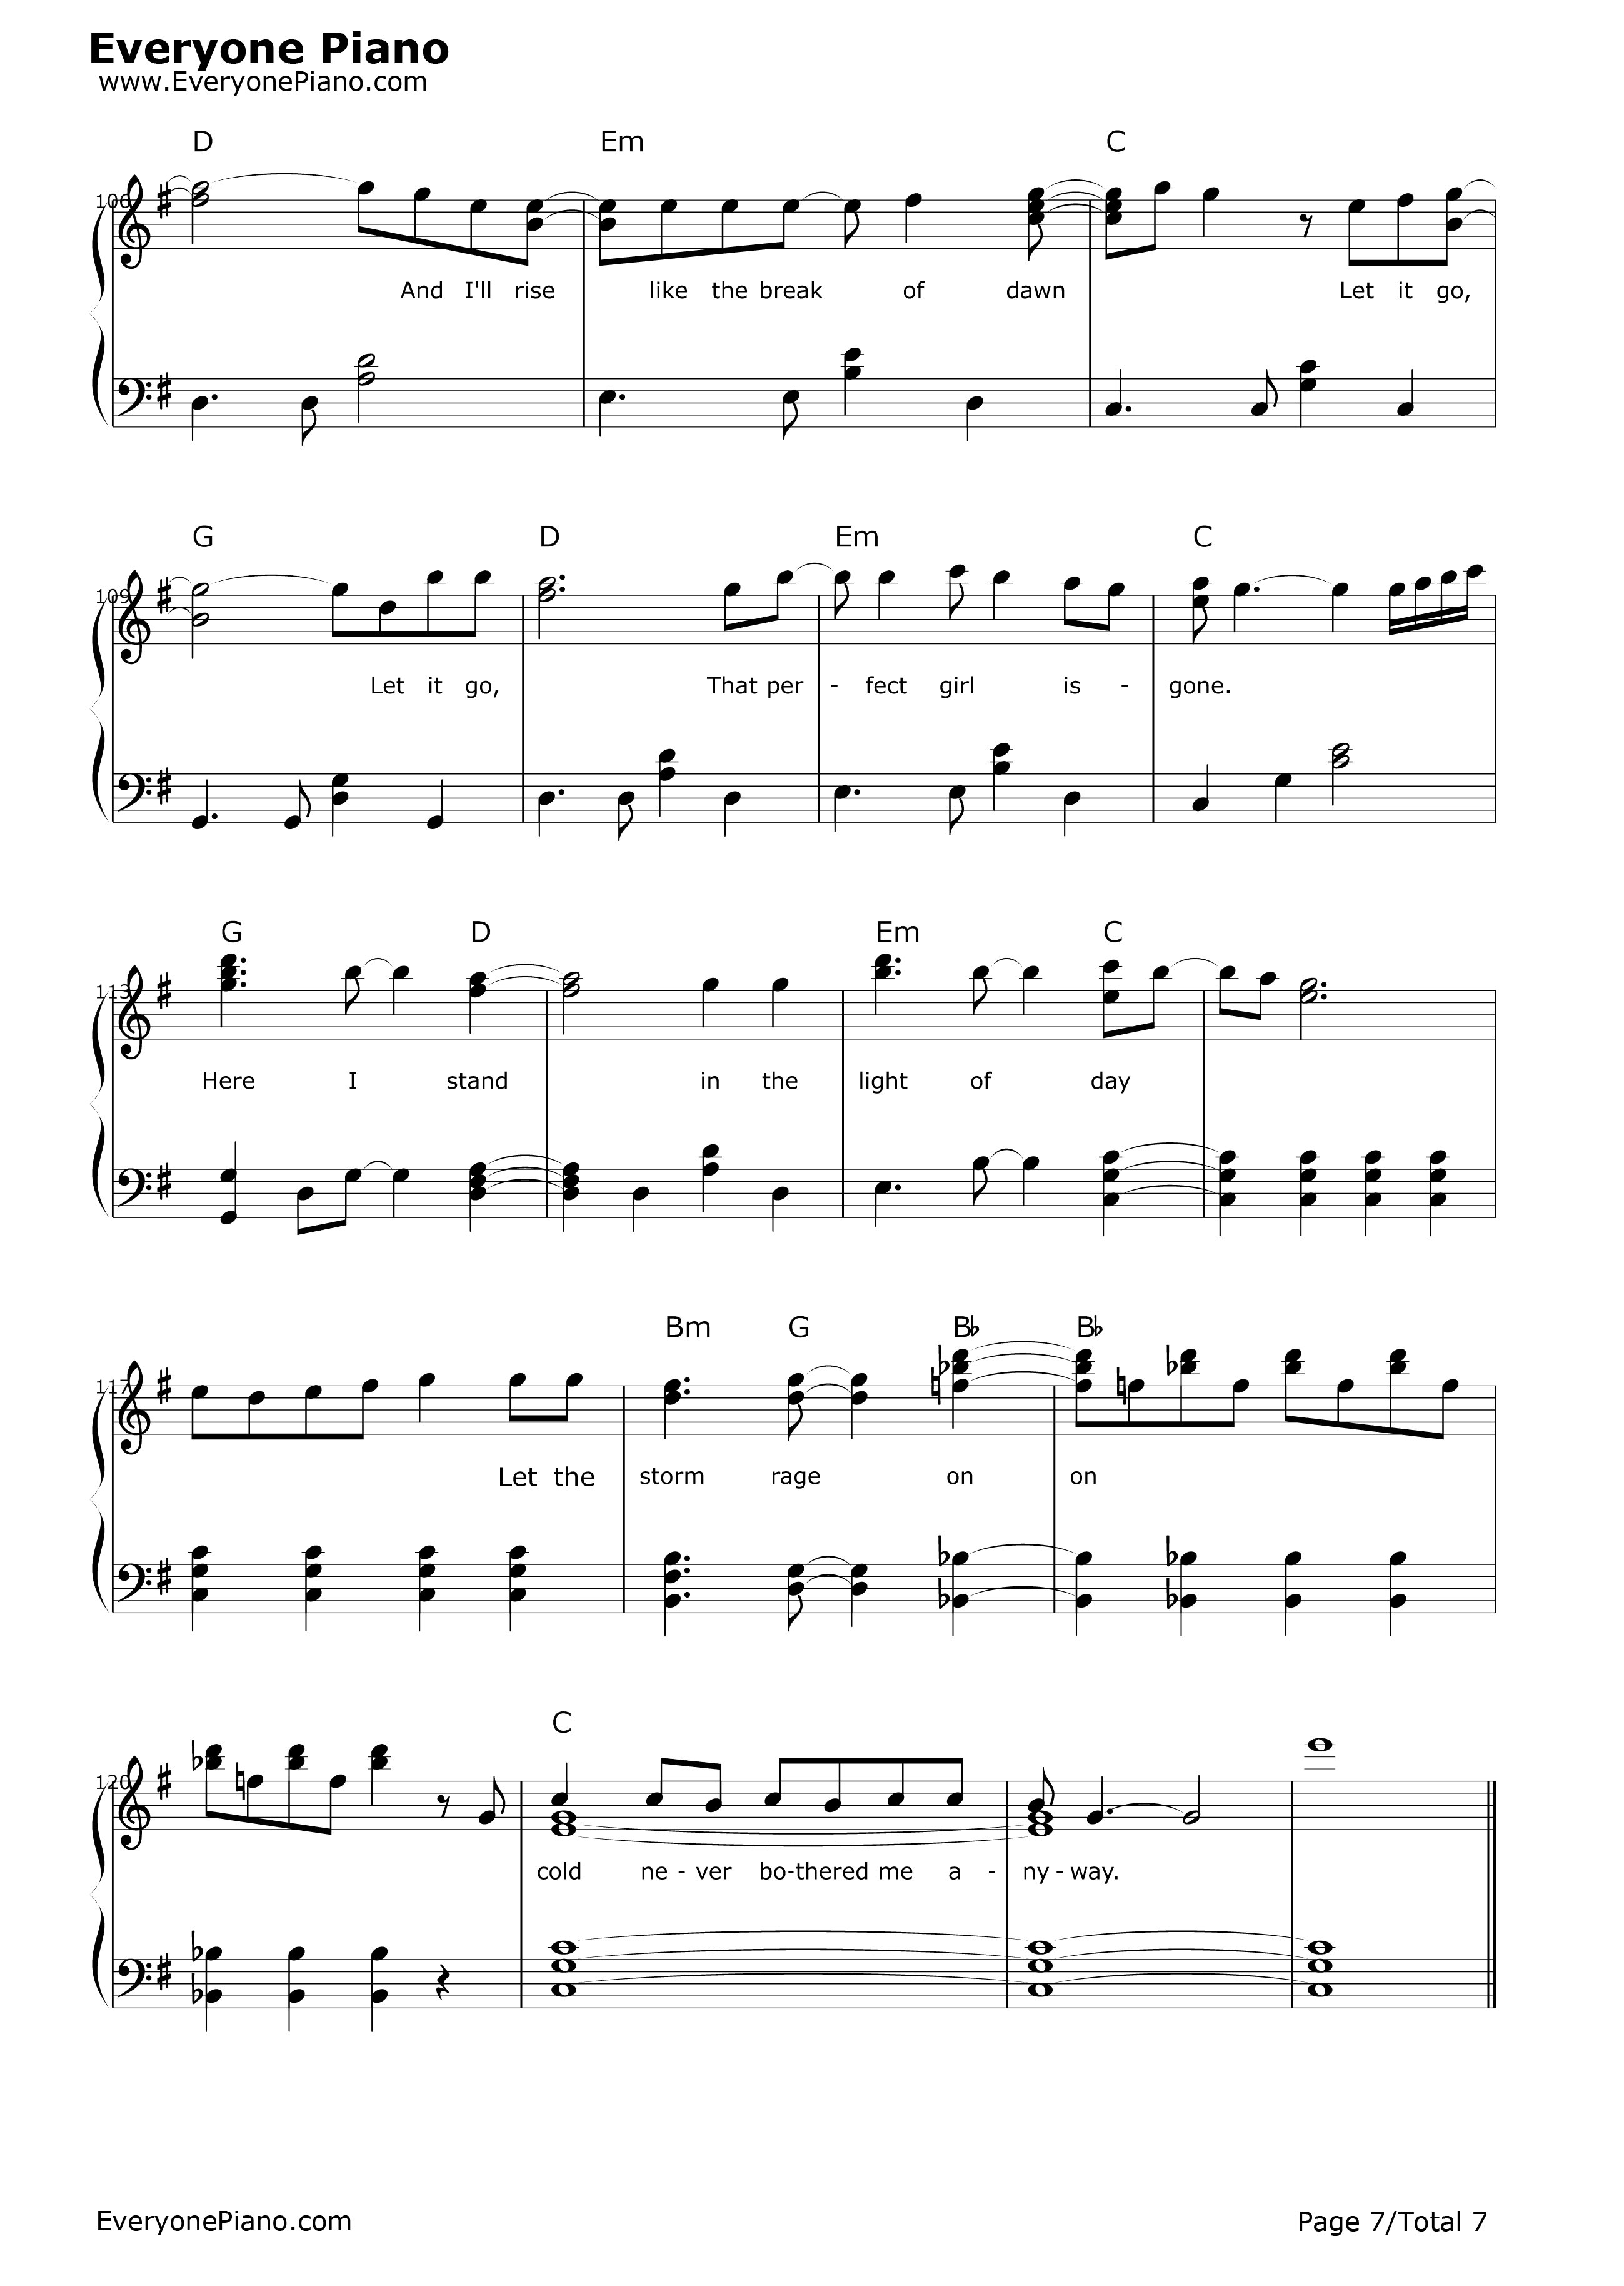 Everyone Piano
www.EveryonePiano.com
D Em C
106
And I'll rise like the break of dawn Let it go,
G D Em C
109
Let it go, That per - fect girl is - gone.
G D Em C
113
Here I stand in the light of day
Bm G B♭ B♭
117
Let the storm rage on on
C
120
cold ne - ver bo-thered me a - ny - way.
EveryonePiano.com Page 7/Total 7